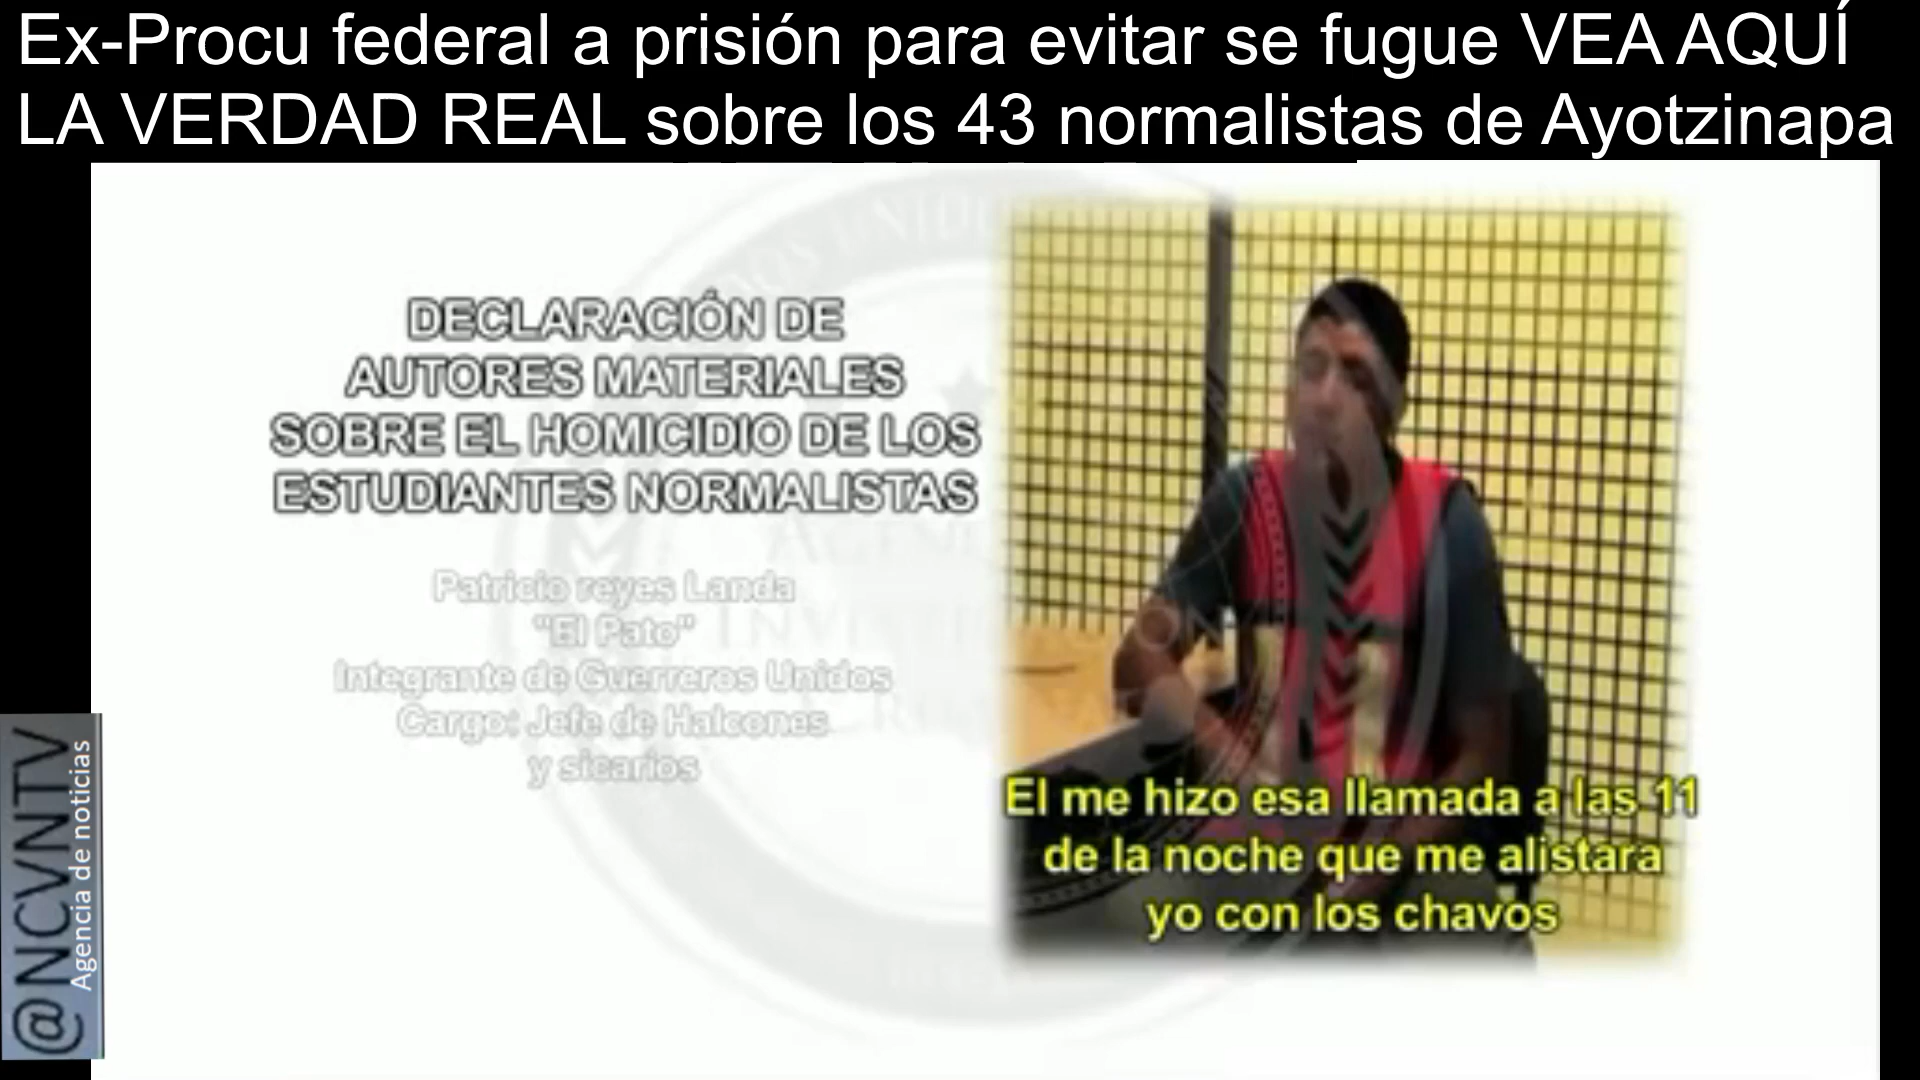 Ex-Procu federal a prisión para evitar se fugue VEA AQUÍ
LA VERDAD REAL sobre los 43 normalistas de Ayotzinapa
DECLARACIÓN DE
AUTORES MATERIALES
SOBRE EL HOMICIDIO DE LOS
ESTUDIANTES NORMALISTAS
Patricio reyes Landa
"El Pato"
Integrante de Guerreros Unidos
Cargo: Jefe de Halcones
y sicarios
El me hizo esa llamada a las 11
de la noche que me alistara
yo con los chavos
@NCVNTV
Agencia de noticias